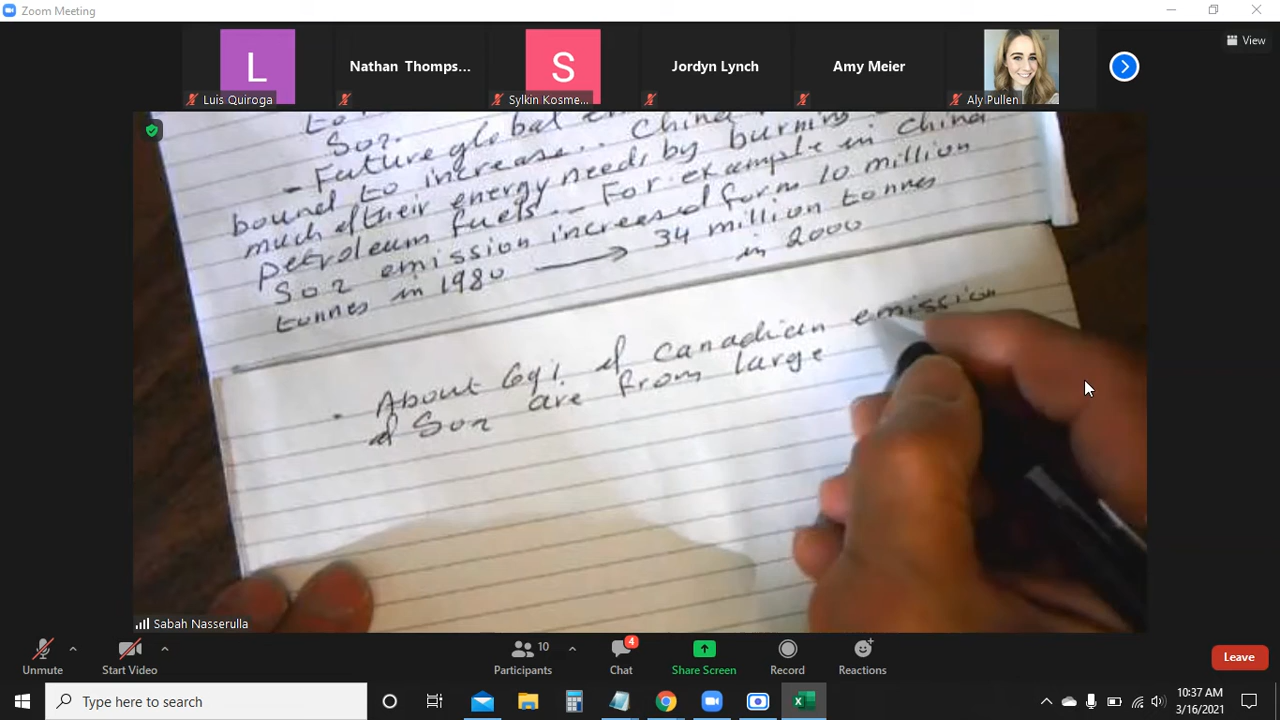 Zoom Meeting
View
L
Luis Quiroga
Nathan Thomps...
S
Sylkin Kosme...
Jordyn Lynch
Amy Meier
Aly Pullen
to
SO2.
- Future global China
bound to increase.. by burning
much of their energy needs in China
petroleum fuels.. For example million
SO2 emission increased form 10 tonnes
tonnes in 1980 → 34 million
in 2000
. About 69%. of Canadian emission
of SO2 are from large
Sabah Nasserulla
Unmute
Start Video
10
Participants
4
Chat
Share Screen
Record
Reactions
Leave
Type here to search
10:37 AM
3/16/2021